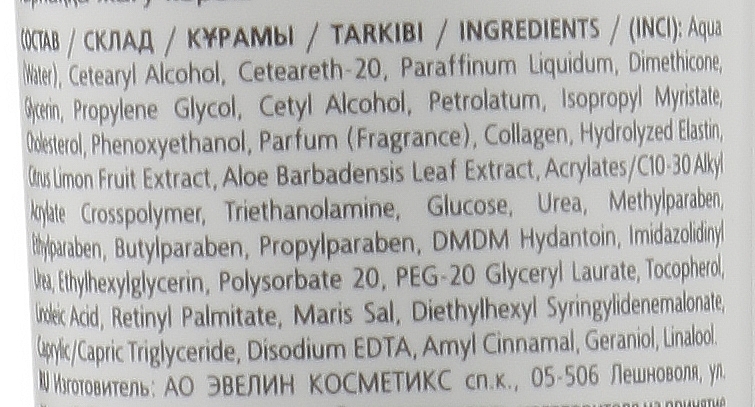 СОСТАВ / СКЛАД / ҚҰРАМЫ / TARKIBI / INGREDIENTS / (INCI): Aqua
(Water), Cetearyl Alcohol, Ceteareth-20, Paraffinum Liquidum, Dimethicone,
Glycerin, Propylene Glycol, Cetyl Alcohol, Petrolatum, Isopropyl Myristate,
Cholesterol, Phenoxyethanol, Parfum (Fragrance), Collagen, Hydrolyzed Elastin,
Citrus Limon Fruit Extract, Aloe Barbadensis Leaf Extract, Acrylates/C10-30 Alkyl
Acrylate Crosspolymer, Triethanolamine, Glucose, Urea, Methylparaben,
Ethylparaben, Butylparaben, Propylparaben, DMDM Hydantoin, Imidazolidinyl
Urea, Ethylhexylglycerin, Polysorbate 20, PEG-20 Glyceryl Laurate, Tocopherol,
Linoleic Acid, Retinyl Palmitate, Maris Sal, Diethylhexyl Syringylidenemalonate,
Caprylic/Capric Triglyceride, Disodium EDTA, Amyl Cinnamal, Geraniol, Linalool.
RU Изготовитель: АО ЭВЕЛИН КОСМЕТИКС сп.к., 05-506 Лешноволя, ул.